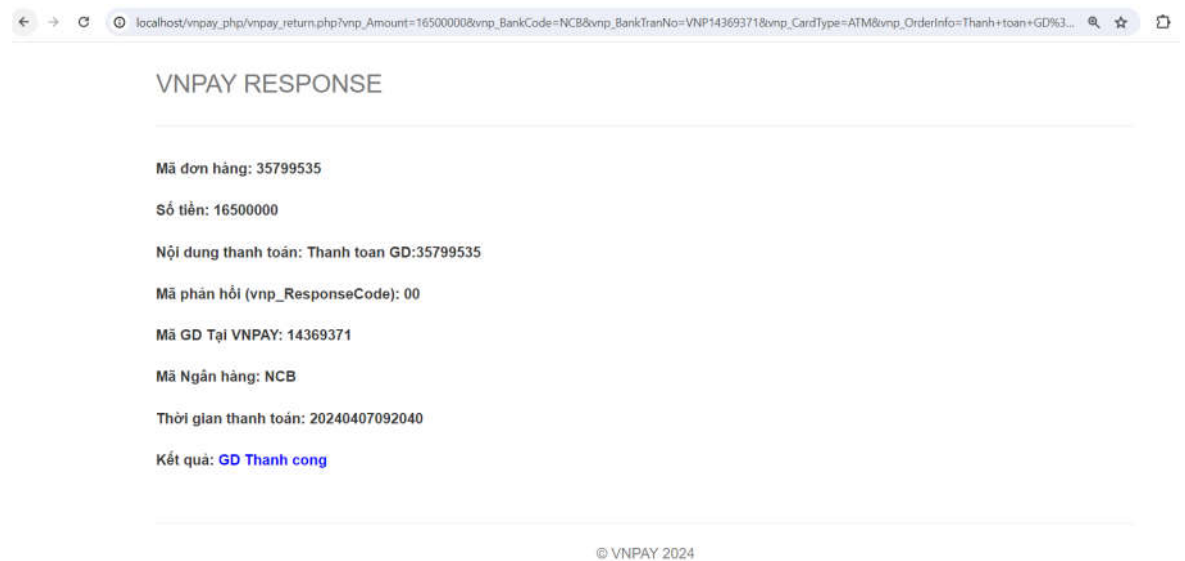 localhost/vnpay_php/vnpay_return.php?vnp_Amount=16500000&vnp_BankCode=NCB&vnp_BankTranNo=VNP14369371&vnp_CardType=ATM&vnp_OrderInfo=Thanh+toan+GD%3...
VNPAY RESPONSE
Mã đơn hàng: 35799535
Số tiền: 16500000
Nội dung thanh toán: Thanh toan GD:35799535
Mã phản hồi (vnp_ResponseCode): 00
Mã GD Tại VNPAY: 14369371
Mã Ngân hàng: NCB
Thời gian thanh toán: 20240407092040
Kết quả: GD Thanh cong
© VNPAY 2024